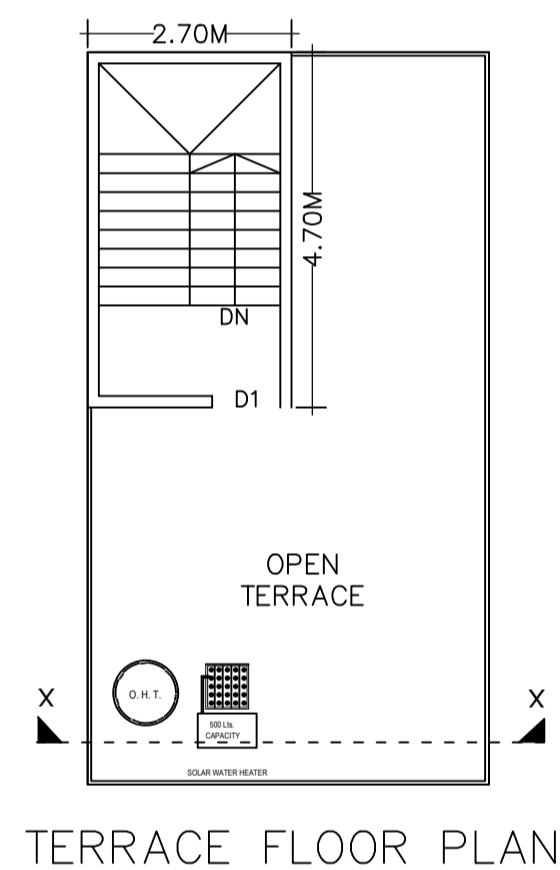 2.70M
4.70M
DN
D1
OPEN
TERRACE
O. H. T.
500 Lts.
CAPACITY
X
X
SOLAR WATER HEATER
TERRACE FLOOR PLAN